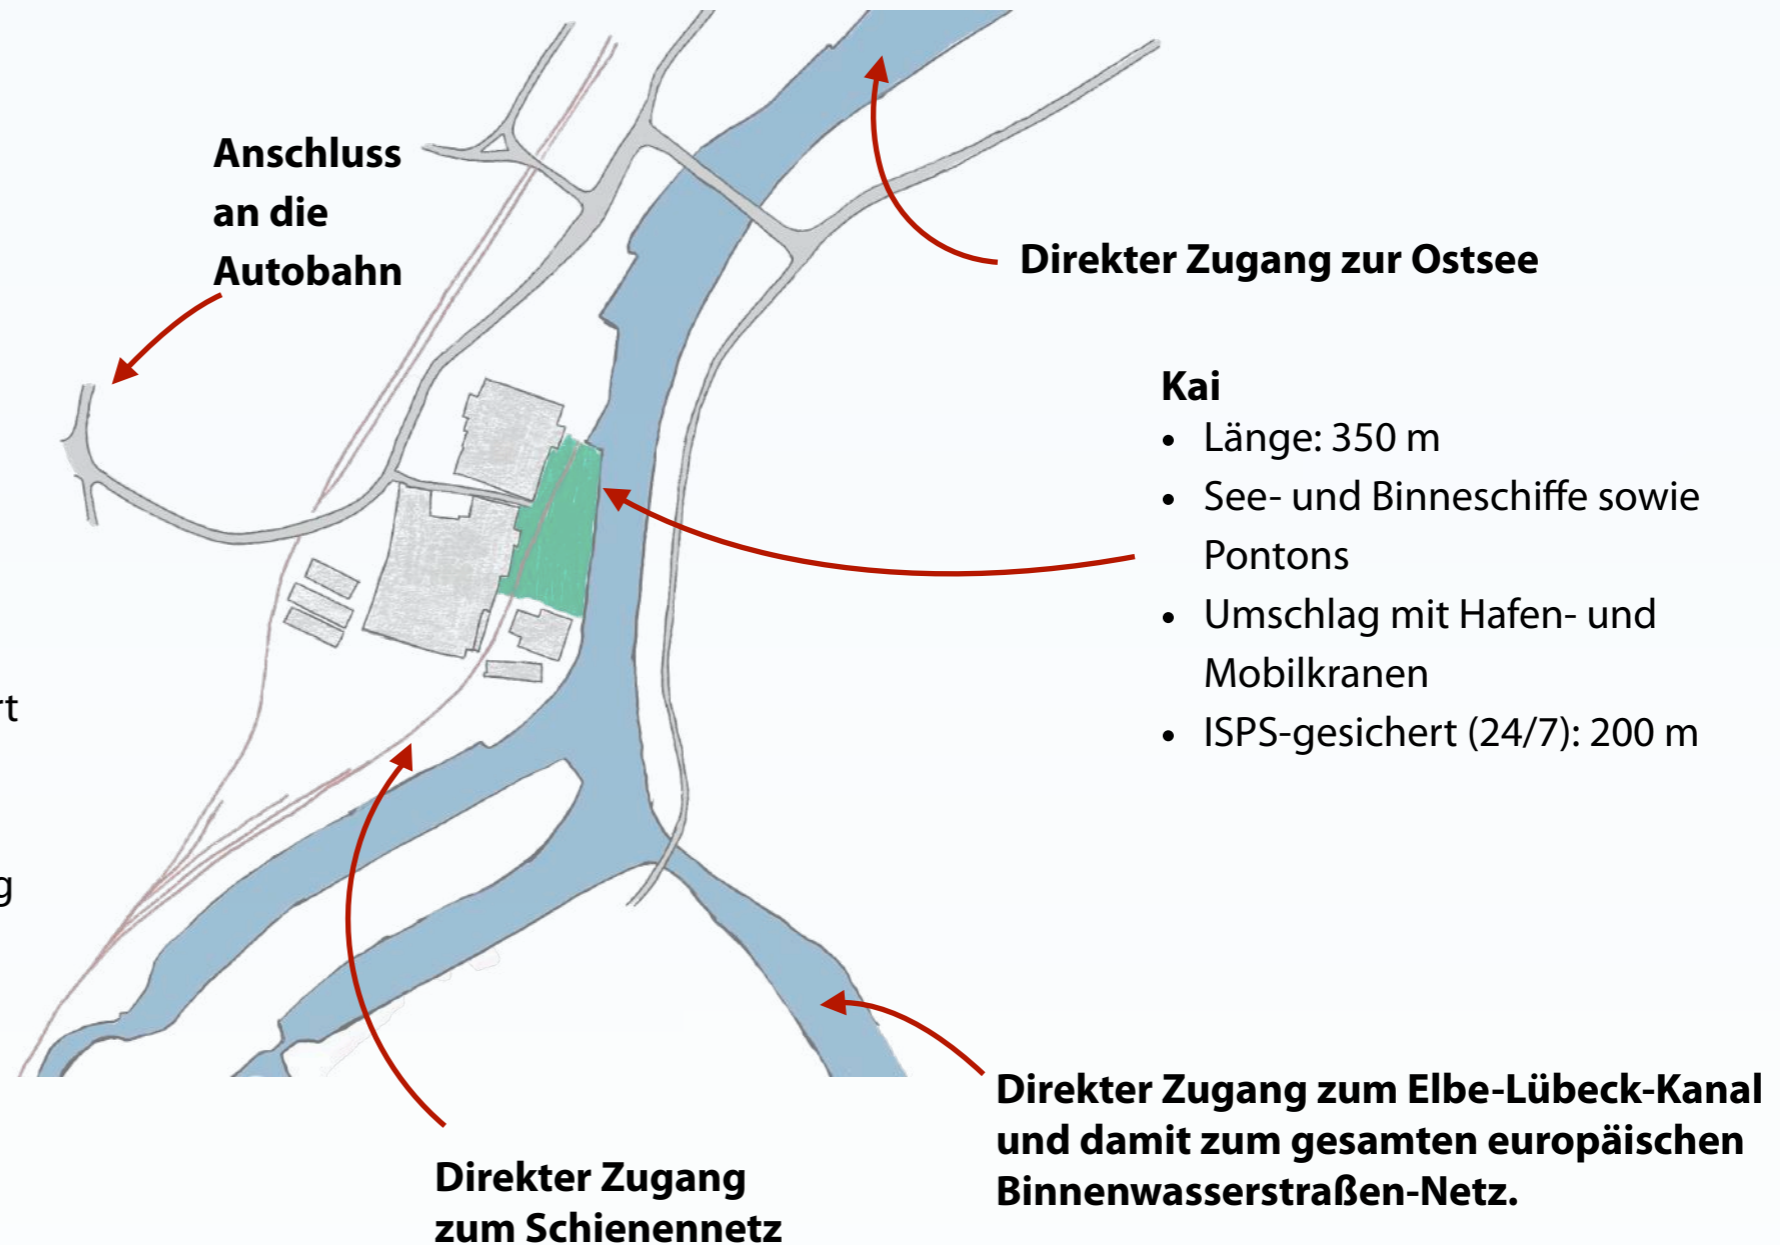 Anschluss
an die
Autobahn
Direkter Zugang zur Ostsee
Kai
• Länge: 350 m
• See- und Binneschiffe sowie
Pontons
• Umschlag mit Hafen- und
Mobilkranen
• ISPS-gesichert (24/7): 200 m
rt
g
Direkter Zugang zum Elbe-Lübeck-Kanal
und damit zum gesamten europäischen
Binnenwasserstraßen-Netz.
Direkter Zugang
zum Schienennetz